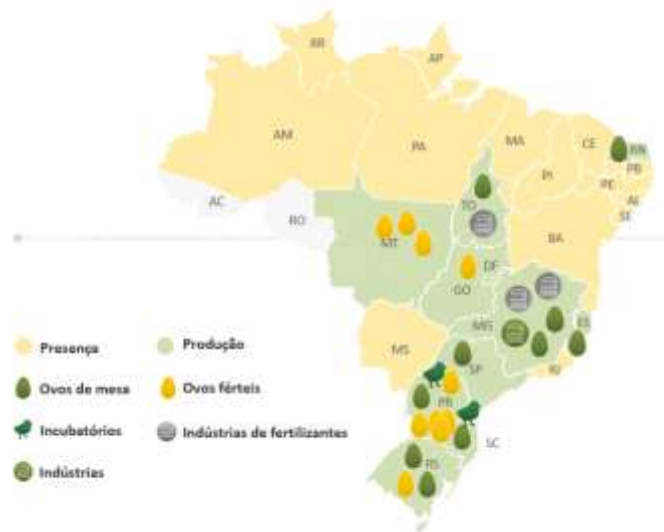 RR
AP
AM
PA
MA
CE
RN
PB
PI
PE
AL
SE
AC
RO
TO
BA
MT
DF
GO
MG
ES
MS
SP
RJ
PR
SC
RS
Presença
Produção
Ovos de mesa
Ovos férteis
Incubatórios
Indústrias de fertilizantes
Indústrias